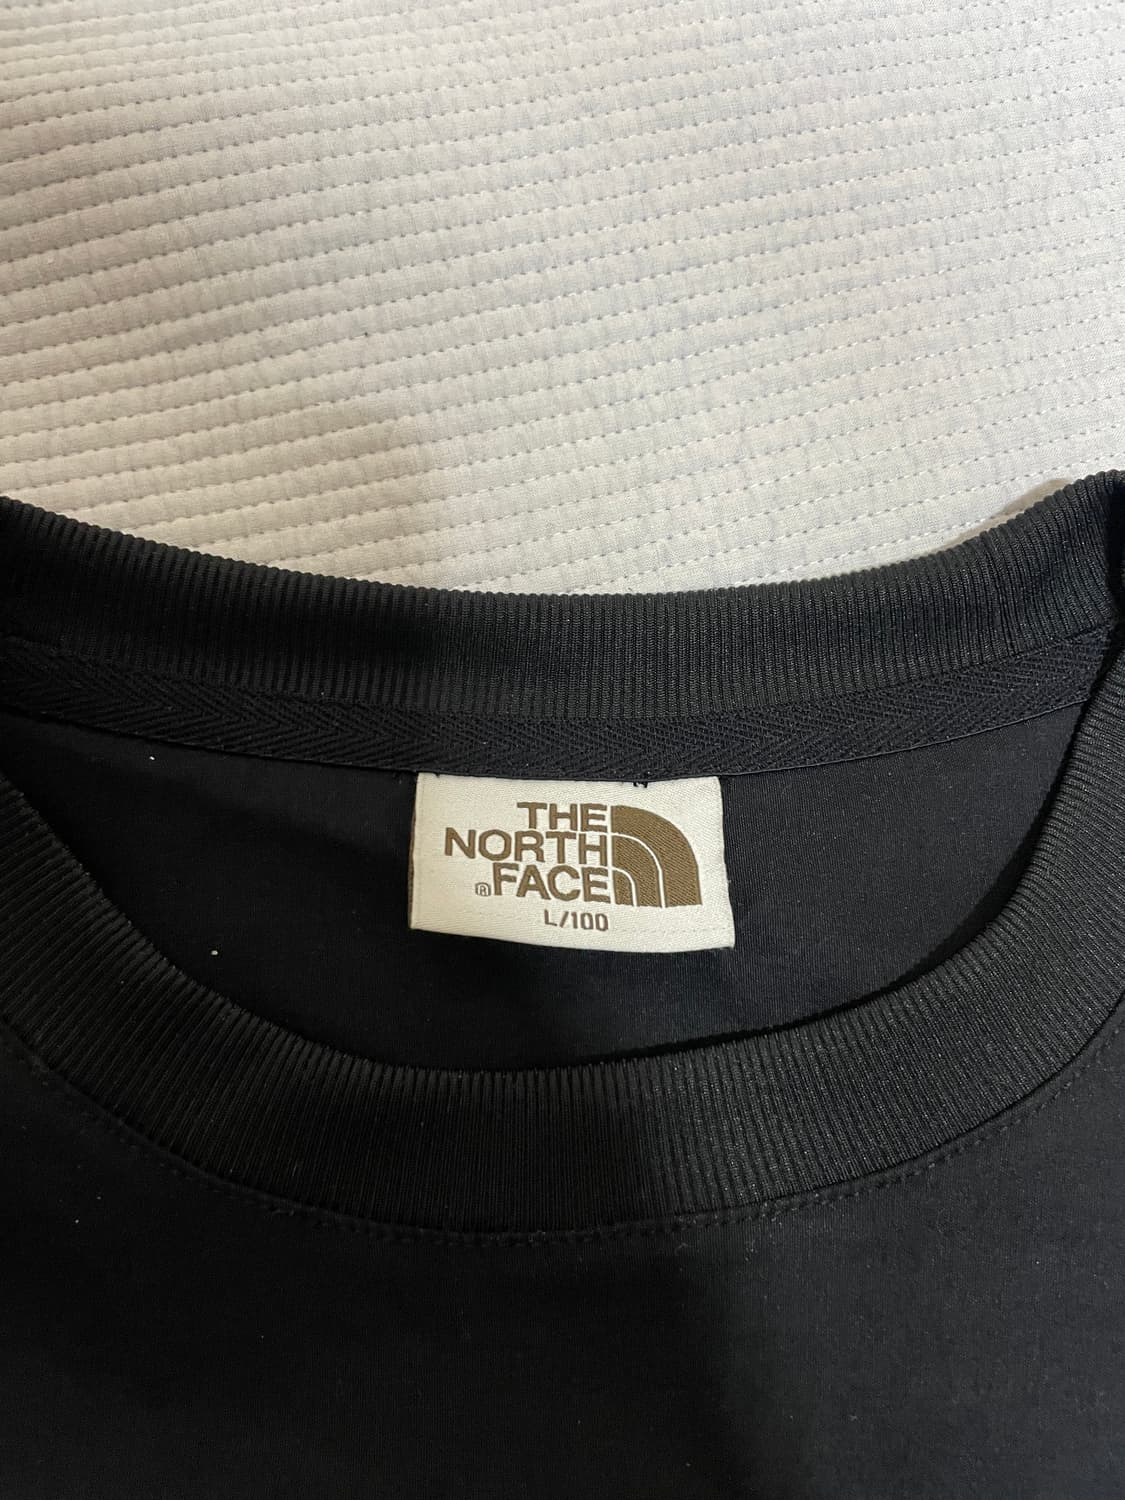 THE
NORTH
® FACE
L/100